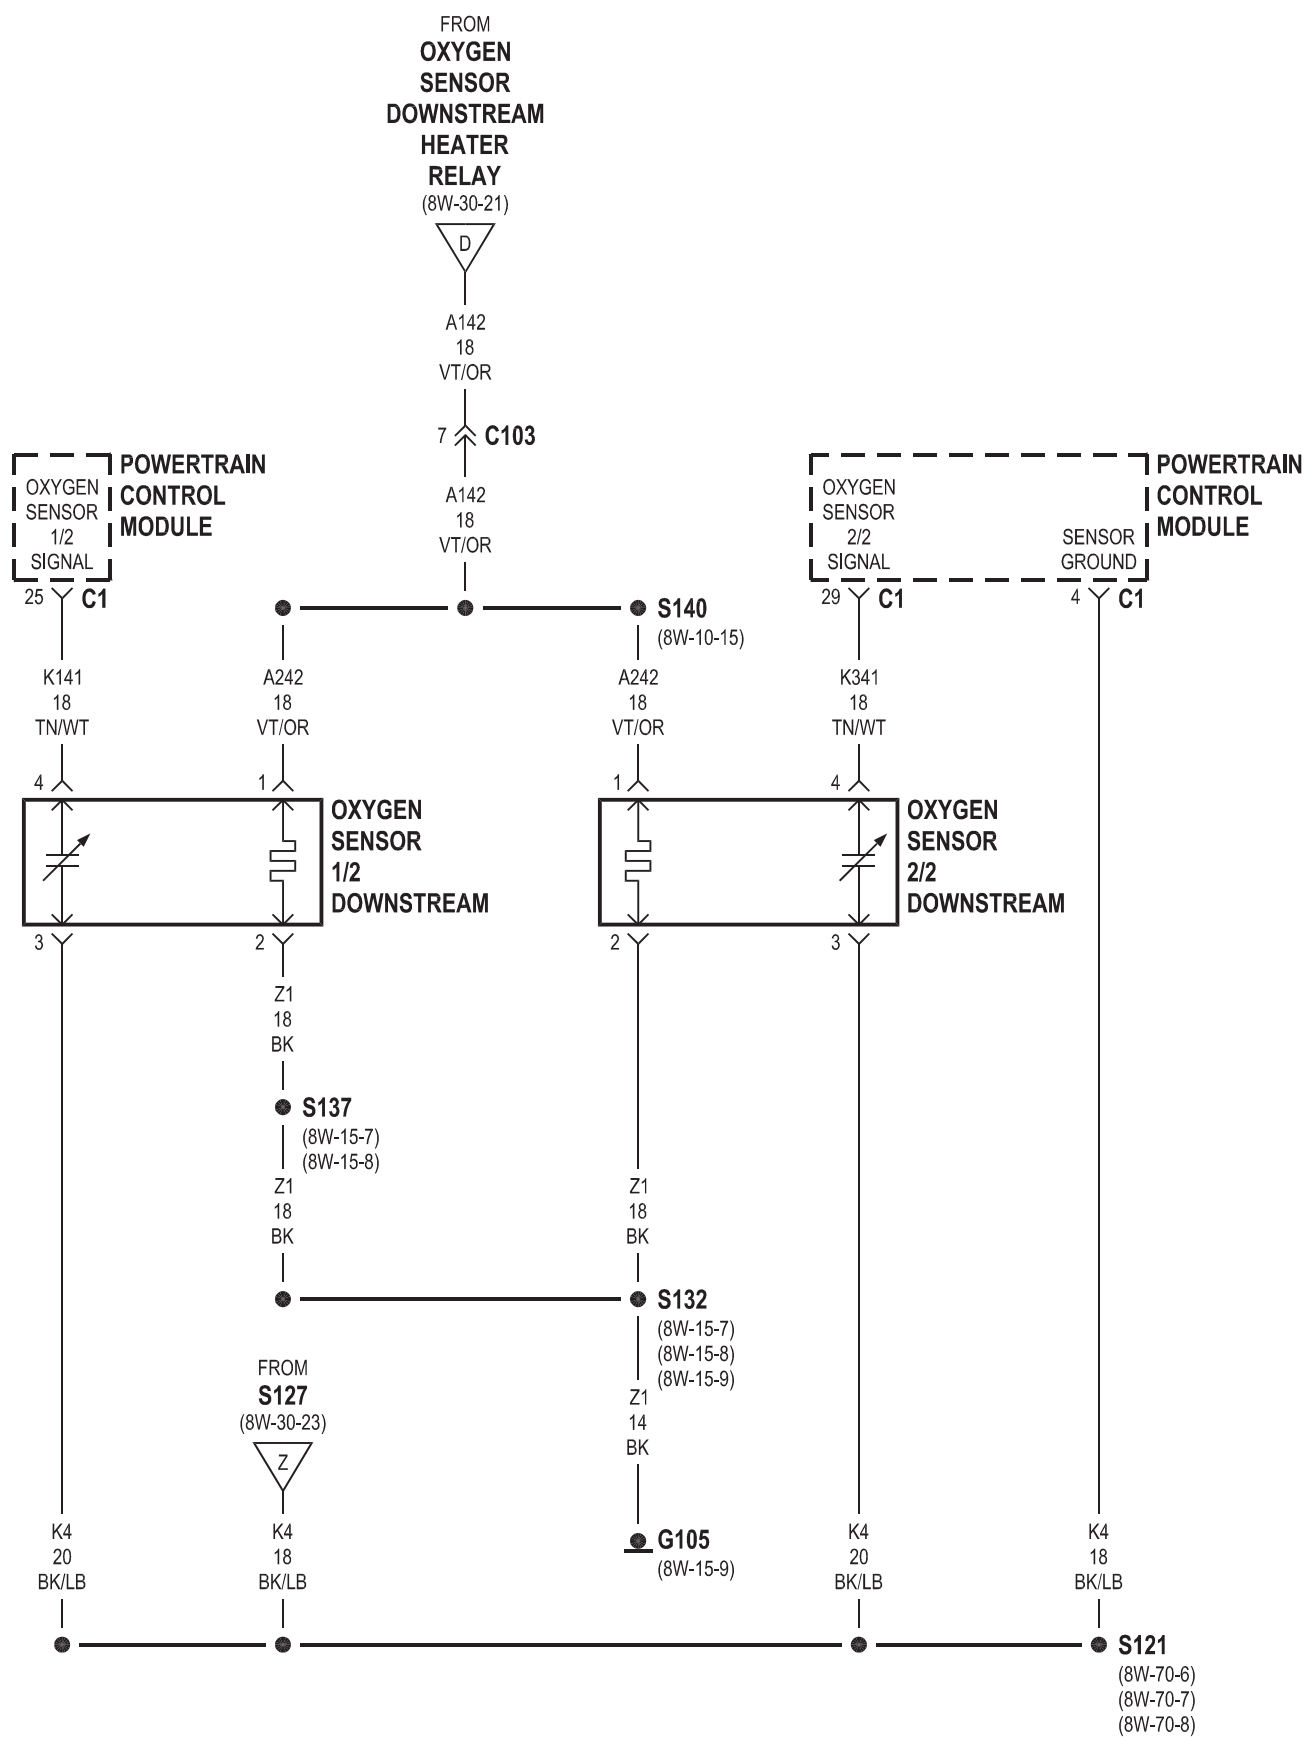 FROM
OXYGEN
SENSOR
DOWNSTREAM
HEATER
RELAY
(8W-30-21)
D
A142
18
VT/OR
7
C103
A142
18
VT/OR
POWERTRAIN
CONTROL
MODULE
OXYGEN
SENSOR
1/2
SIGNAL
25
C1
POWERTRAIN
CONTROL
MODULE
OXYGEN
SENSOR
2/2
SIGNAL
SENSOR
GROUND
29
C1
4
C1
S140
(8W-10-15)
K141
18
TN/WT
A242
18
VT/OR
A242
18
VT/OR
K341
18
TN/WT
4
1
1
4
OXYGEN
SENSOR
1/2
DOWNSTREAM
OXYGEN
SENSOR
2/2
DOWNSTREAM
3
2
2
3
Z1
18
BK
S137
(8W-15-7)
(8W-15-8)
Z1
18
BK
Z1
18
BK
S132
(8W-15-7)
(8W-15-8)
(8W-15-9)
FROM
S127
(8W-30-23)
Z
Z1
14
BK
G105
(8W-15-9)
K4
20
BK/LB
K4
18
BK/LB
K4
20
BK/LB
K4
18
BK/LB
S121
(8W-70-6)
(8W-70-7)
(8W-70-8)